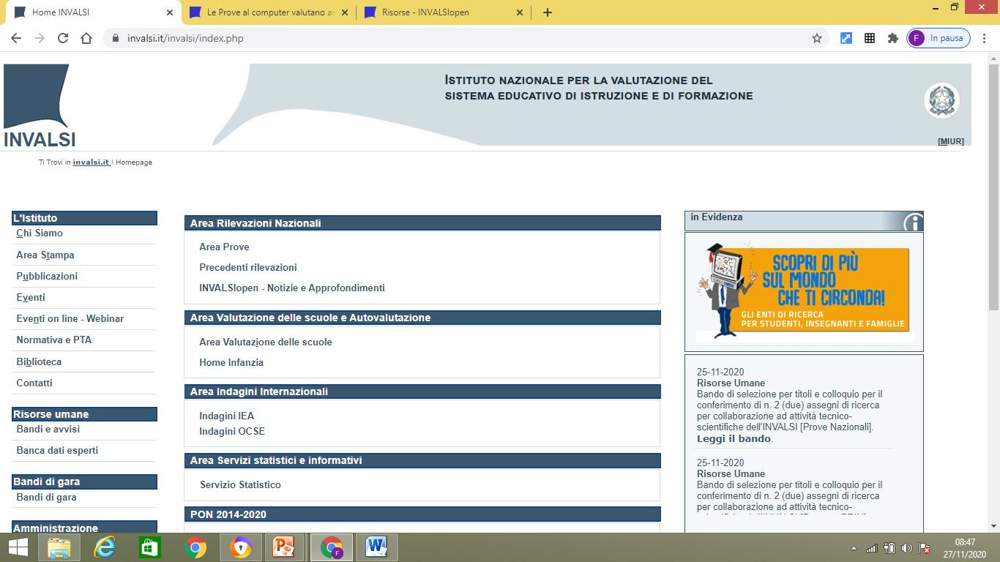 Home INVALSI
Le Prove al computer valutano an
Risorse - INVALSIopen
invalsi.it/invalsi/index.php
F In pausa
ISTITUTO NAZIONALE PER LA VALUTAZIONE DEL
SISTEMA EDUCATIVO DI ISTRUZIONE E DI FORMAZIONE
INVALSI
[MIUR]
Ti Trovi in invalsi.it \ Homepage
L'Istituto
Chi Siamo
Area Stampa
Pubblicazioni
Eventi
Eventi on line - Webinar
Normativa e PTA
Biblioteca
Contatti
Risorse umane
Bandi e avvisi
Banca dati esperti
Bandi di gara
Bandi di gara
Amministrazione
Area Rilevazioni Nazionali
Area Prove
Precedenti rilevazioni
INVALSIopen - Notizie e Approfondimenti
Area Valutazione delle scuole e Autovalutazione
Area Valutazione delle scuole
Home Infanzia
Area Indagini Internazionali
Indagini IEA
Indagini OCSE
Area Servizi statistici e informativi
Servizio Statistico
PON 2014-2020
in Evidenza
SCOPRI DI PIÙ
SUL MONDO
CHE TI CIRCONDA!
GLI ENTI DI RICERCA
PER STUDENTI, INSEGNANTI E FAMIGLIE
25-11-2020
Risorse Umane
Bando di selezione per titoli e colloquio per il
conferimento di n. 2 (due) assegni di ricerca
per collaborazione ad attività tecnico-
scientifiche dell'INVALSI [Prove Nazionali].
Leggi il bando.
25-11-2020
Risorse Umane
Bando di selezione per titoli e colloquio per il
conferimento di n. 2 (due) assegni di ricerca
per collaborazione ad attività tecnico-
08:47
27/11/2020